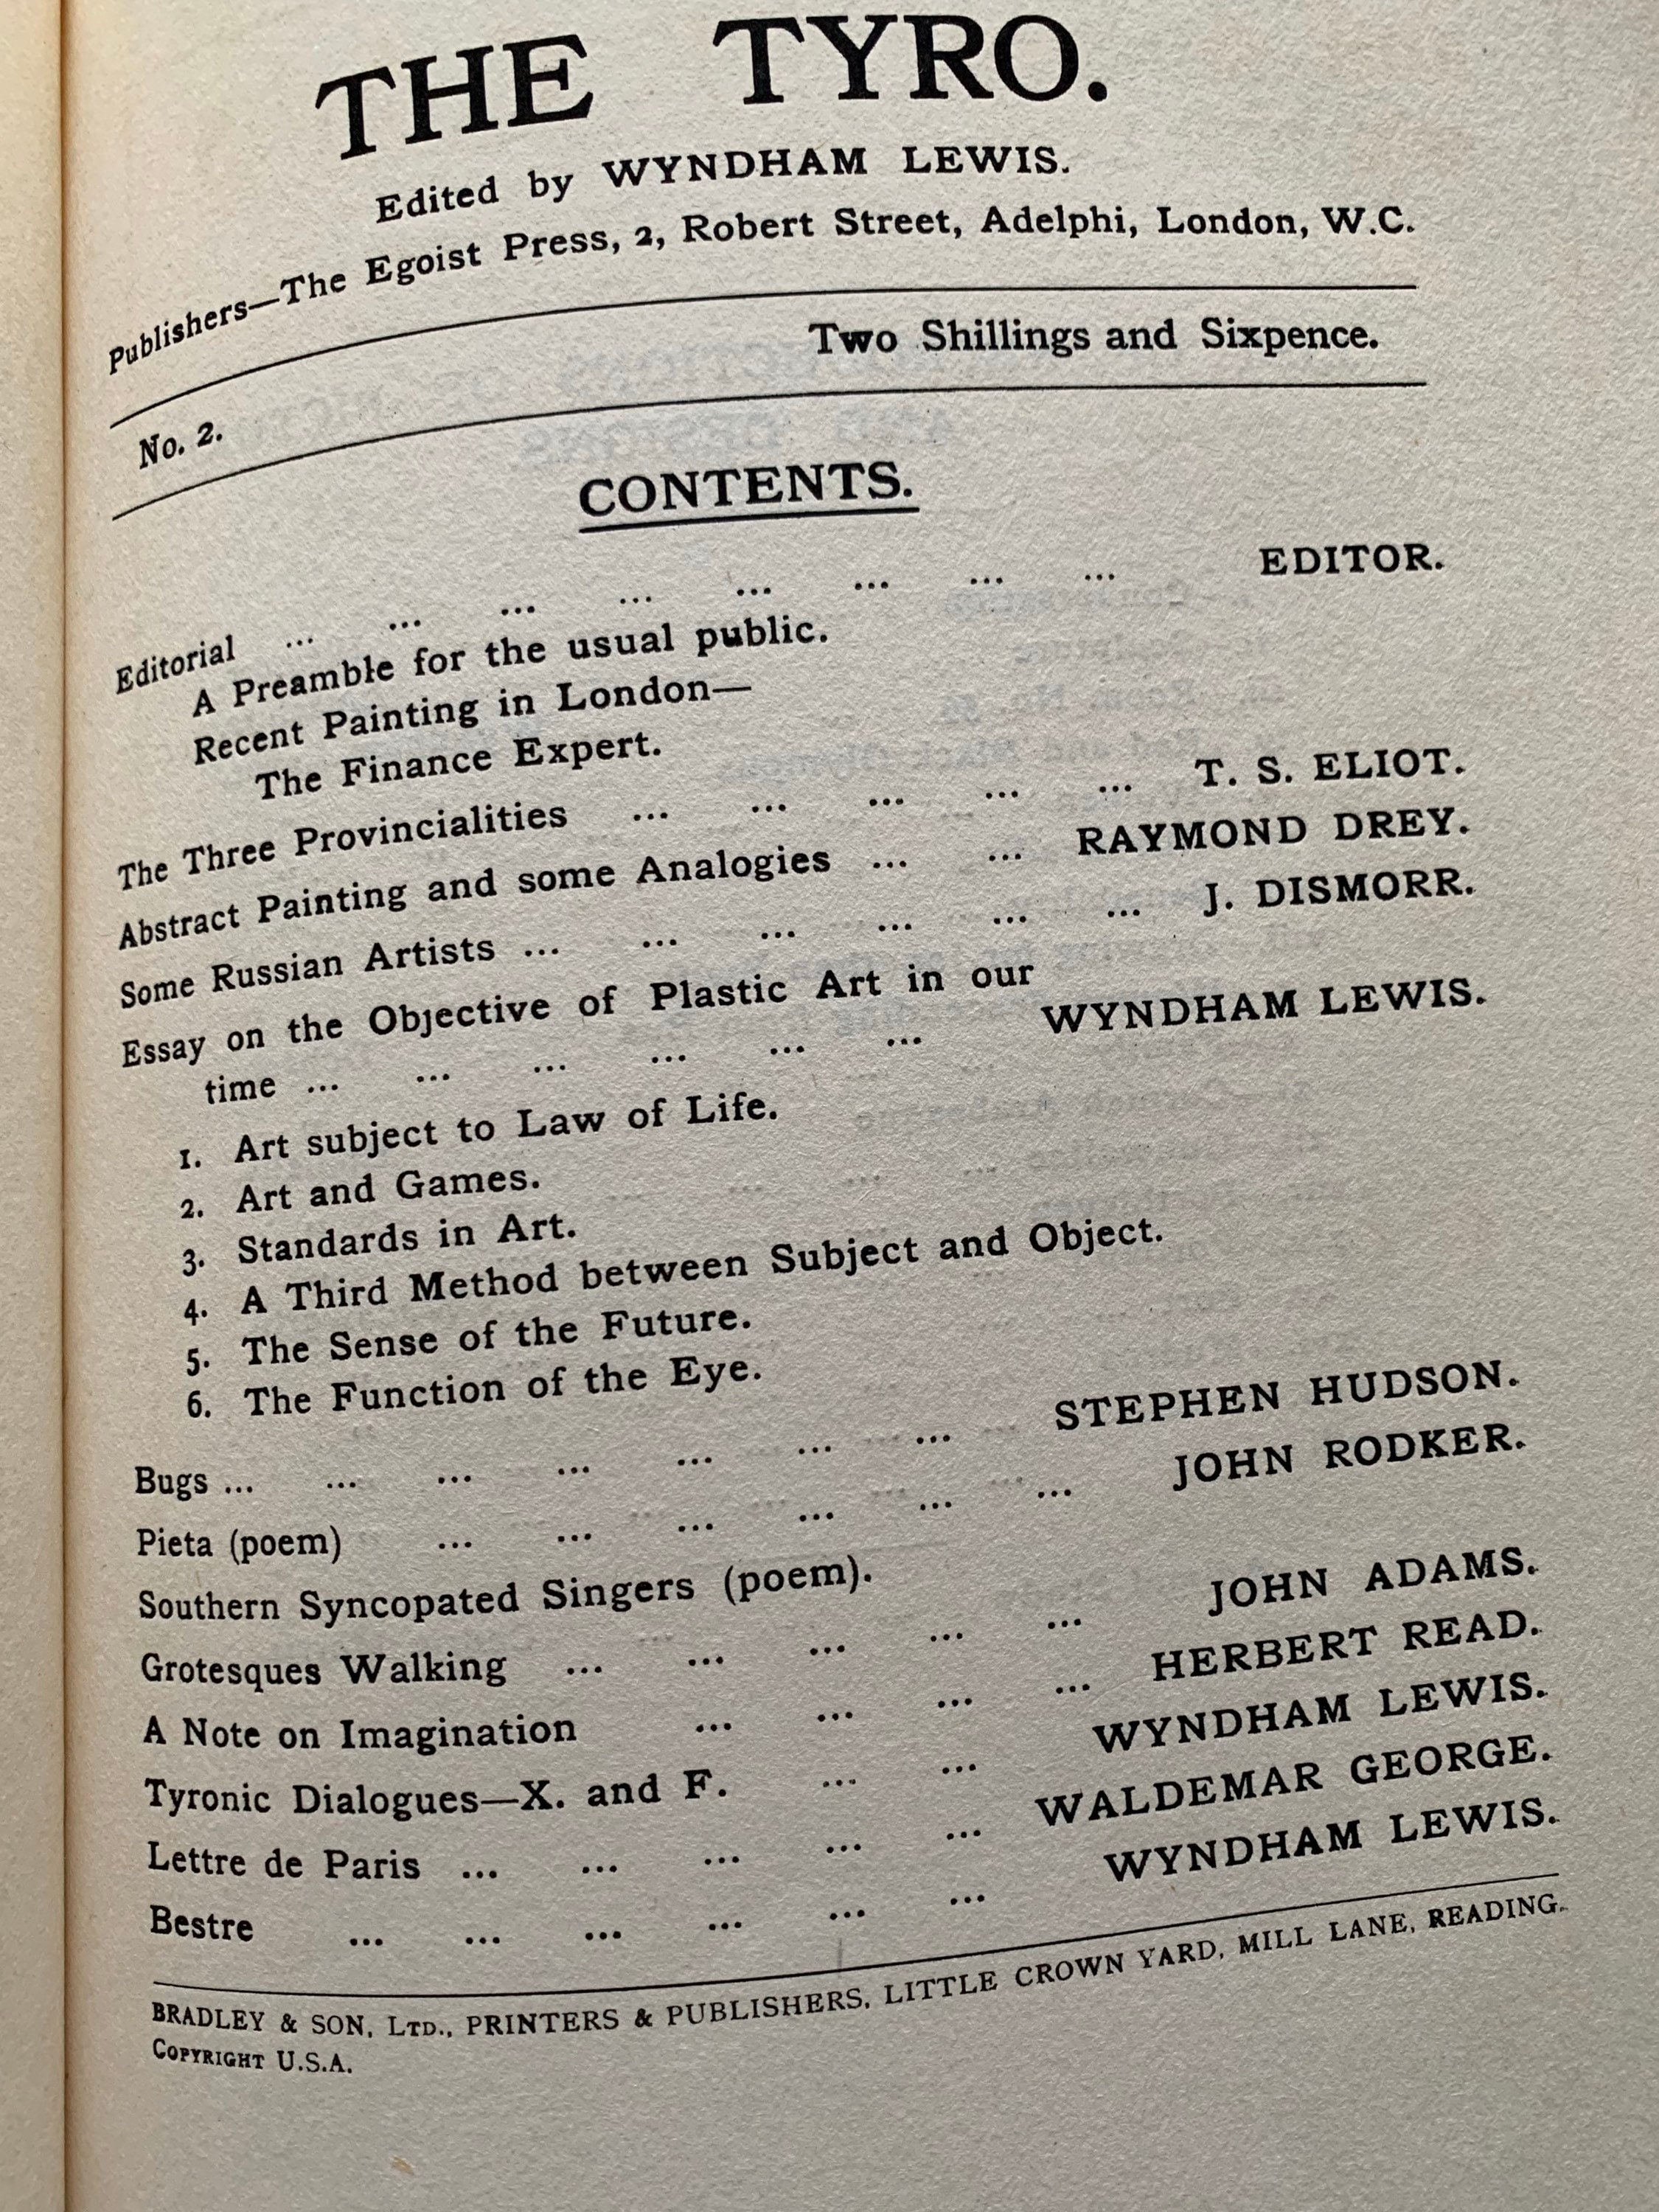 THE TYRO.
Edited by WYNDHAM LEWIS.
Publishers—The Egoist Press, 2, Robert Street, Adelphi, London, W.C.
No. 2. Two Shillings and Sixpence.
CONTENTS.
Editorial ... ... ... ... ... ... ... ... EDITOR.
A Preamble for the usual public.
Recent Painting in London—
The Finance Expert.
The Three Provincialities ... ... ... ... ... T. S. ELIOT.
Abstract Painting and some Analogies ... ... RAYMOND DREY.
Some Russian Artists ... ... ... ... ... ... J. DISMORR.
Essay on the Objective of Plastic Art in our
time ... ... ... ... ... ... WYNDHAM LEWIS.
1. Art subject to Law of Life.
2. Art and Games.
3. Standards in Art.
4. A Third Method between Subject and Object.
5. The Sense of the Future.
6. The Function of the Eye.
Bugs ... ... ... ... ... ... ... STEPHEN HUDSON.
Pieta (poem) ... ... ... ... ... ... JOHN RODKER.
Southern Syncopated Singers (poem).
Grotesques Walking ... ... ... ... ... JOHN ADAMS.
A Note on Imagination ... ... ... ... HERBERT READ.
Tyronic Dialogues—X. and F. ... ... WYNDHAM LEWIS.
Lettre de Paris ... ... ... ... ... WALDEMAR GEORGE.
Bestre ... ... ... ... ... ... WYNDHAM LEWIS.
BRADLEY & SON, LTD., PRINTERS & PUBLISHERS, LITTLE CROWN YARD, MILL LANE, READING.
COPYRIGHT U.S.A.